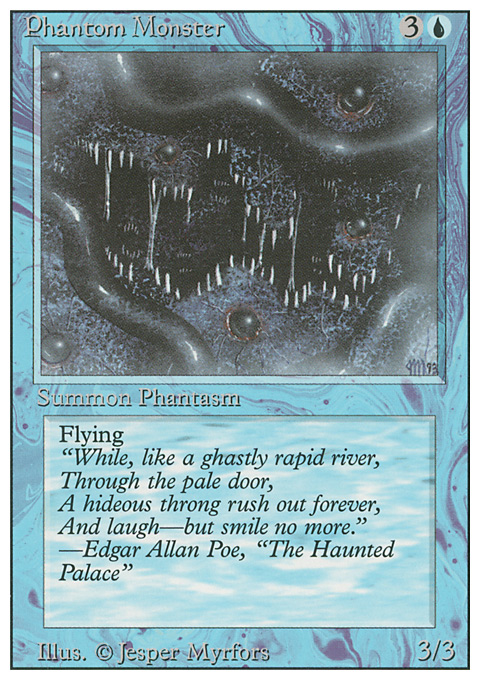 Phantom Monster 3
Summon Phantasm
Flying
“While, like a ghastly rapid river,
Through the pale door,
A hideous throng rush out forever,
And laugh—but smile no more.”
—Edgar Allan Poe, “The Haunted
Palace”
Illus. © Jesper Myrfors 3/3